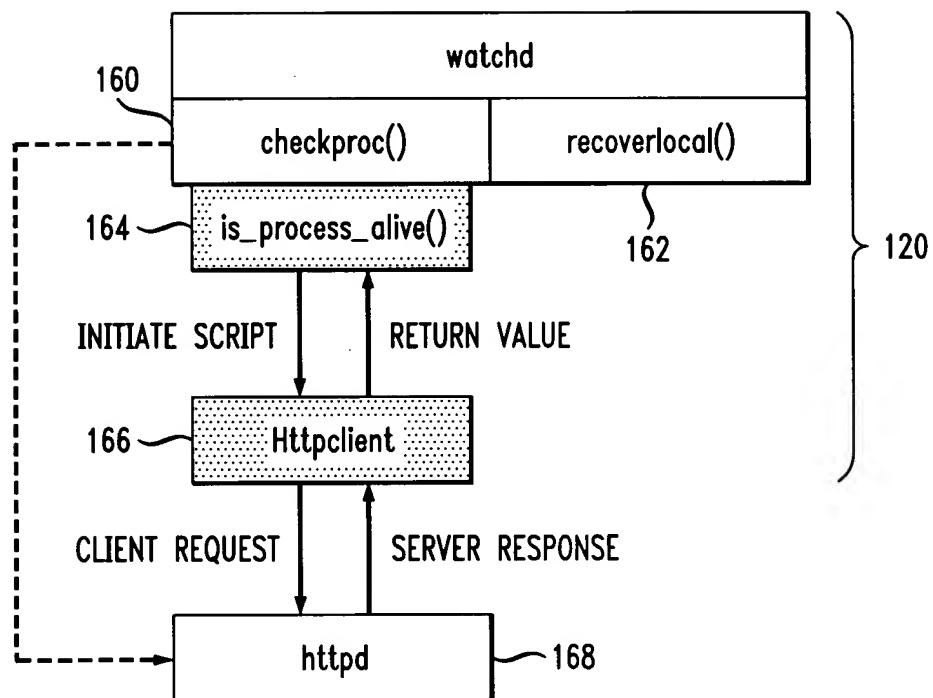 watchd
160
checkproc() recoverlocal()
164 is_process_alive() 162
120
INITIATE SCRIPT RETURN VALUE
166 Httpclient
CLIENT REQUEST SERVER RESPONSE
httpd 168